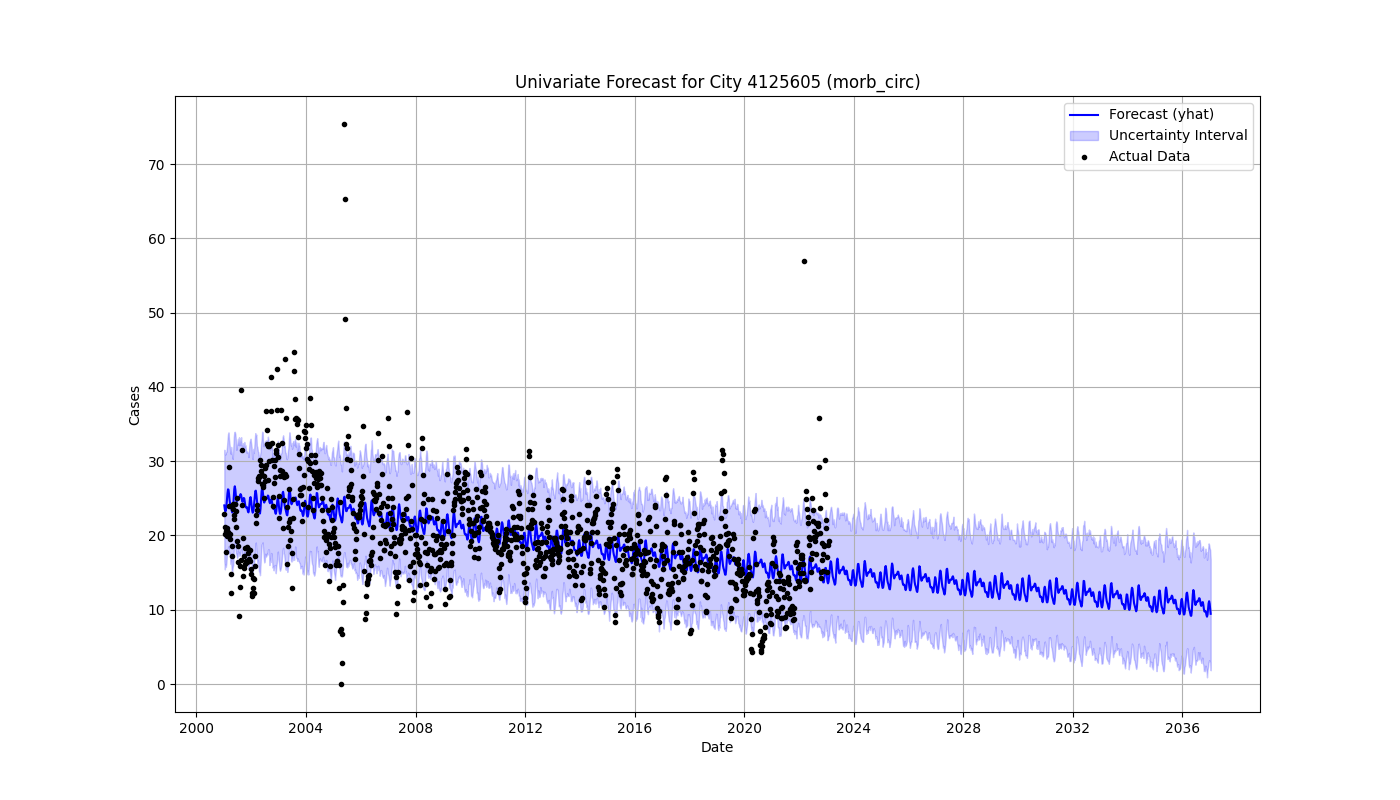 Univariate Forecast for City 4125605 (morb_circ)
Forecast (yhat)
Uncertainty Interval
Actual Data
70
60
50
40
30
20
10
0
Cases
2000 2004 2008 2012 2016 2020 2024 2028 2032 2036
Date